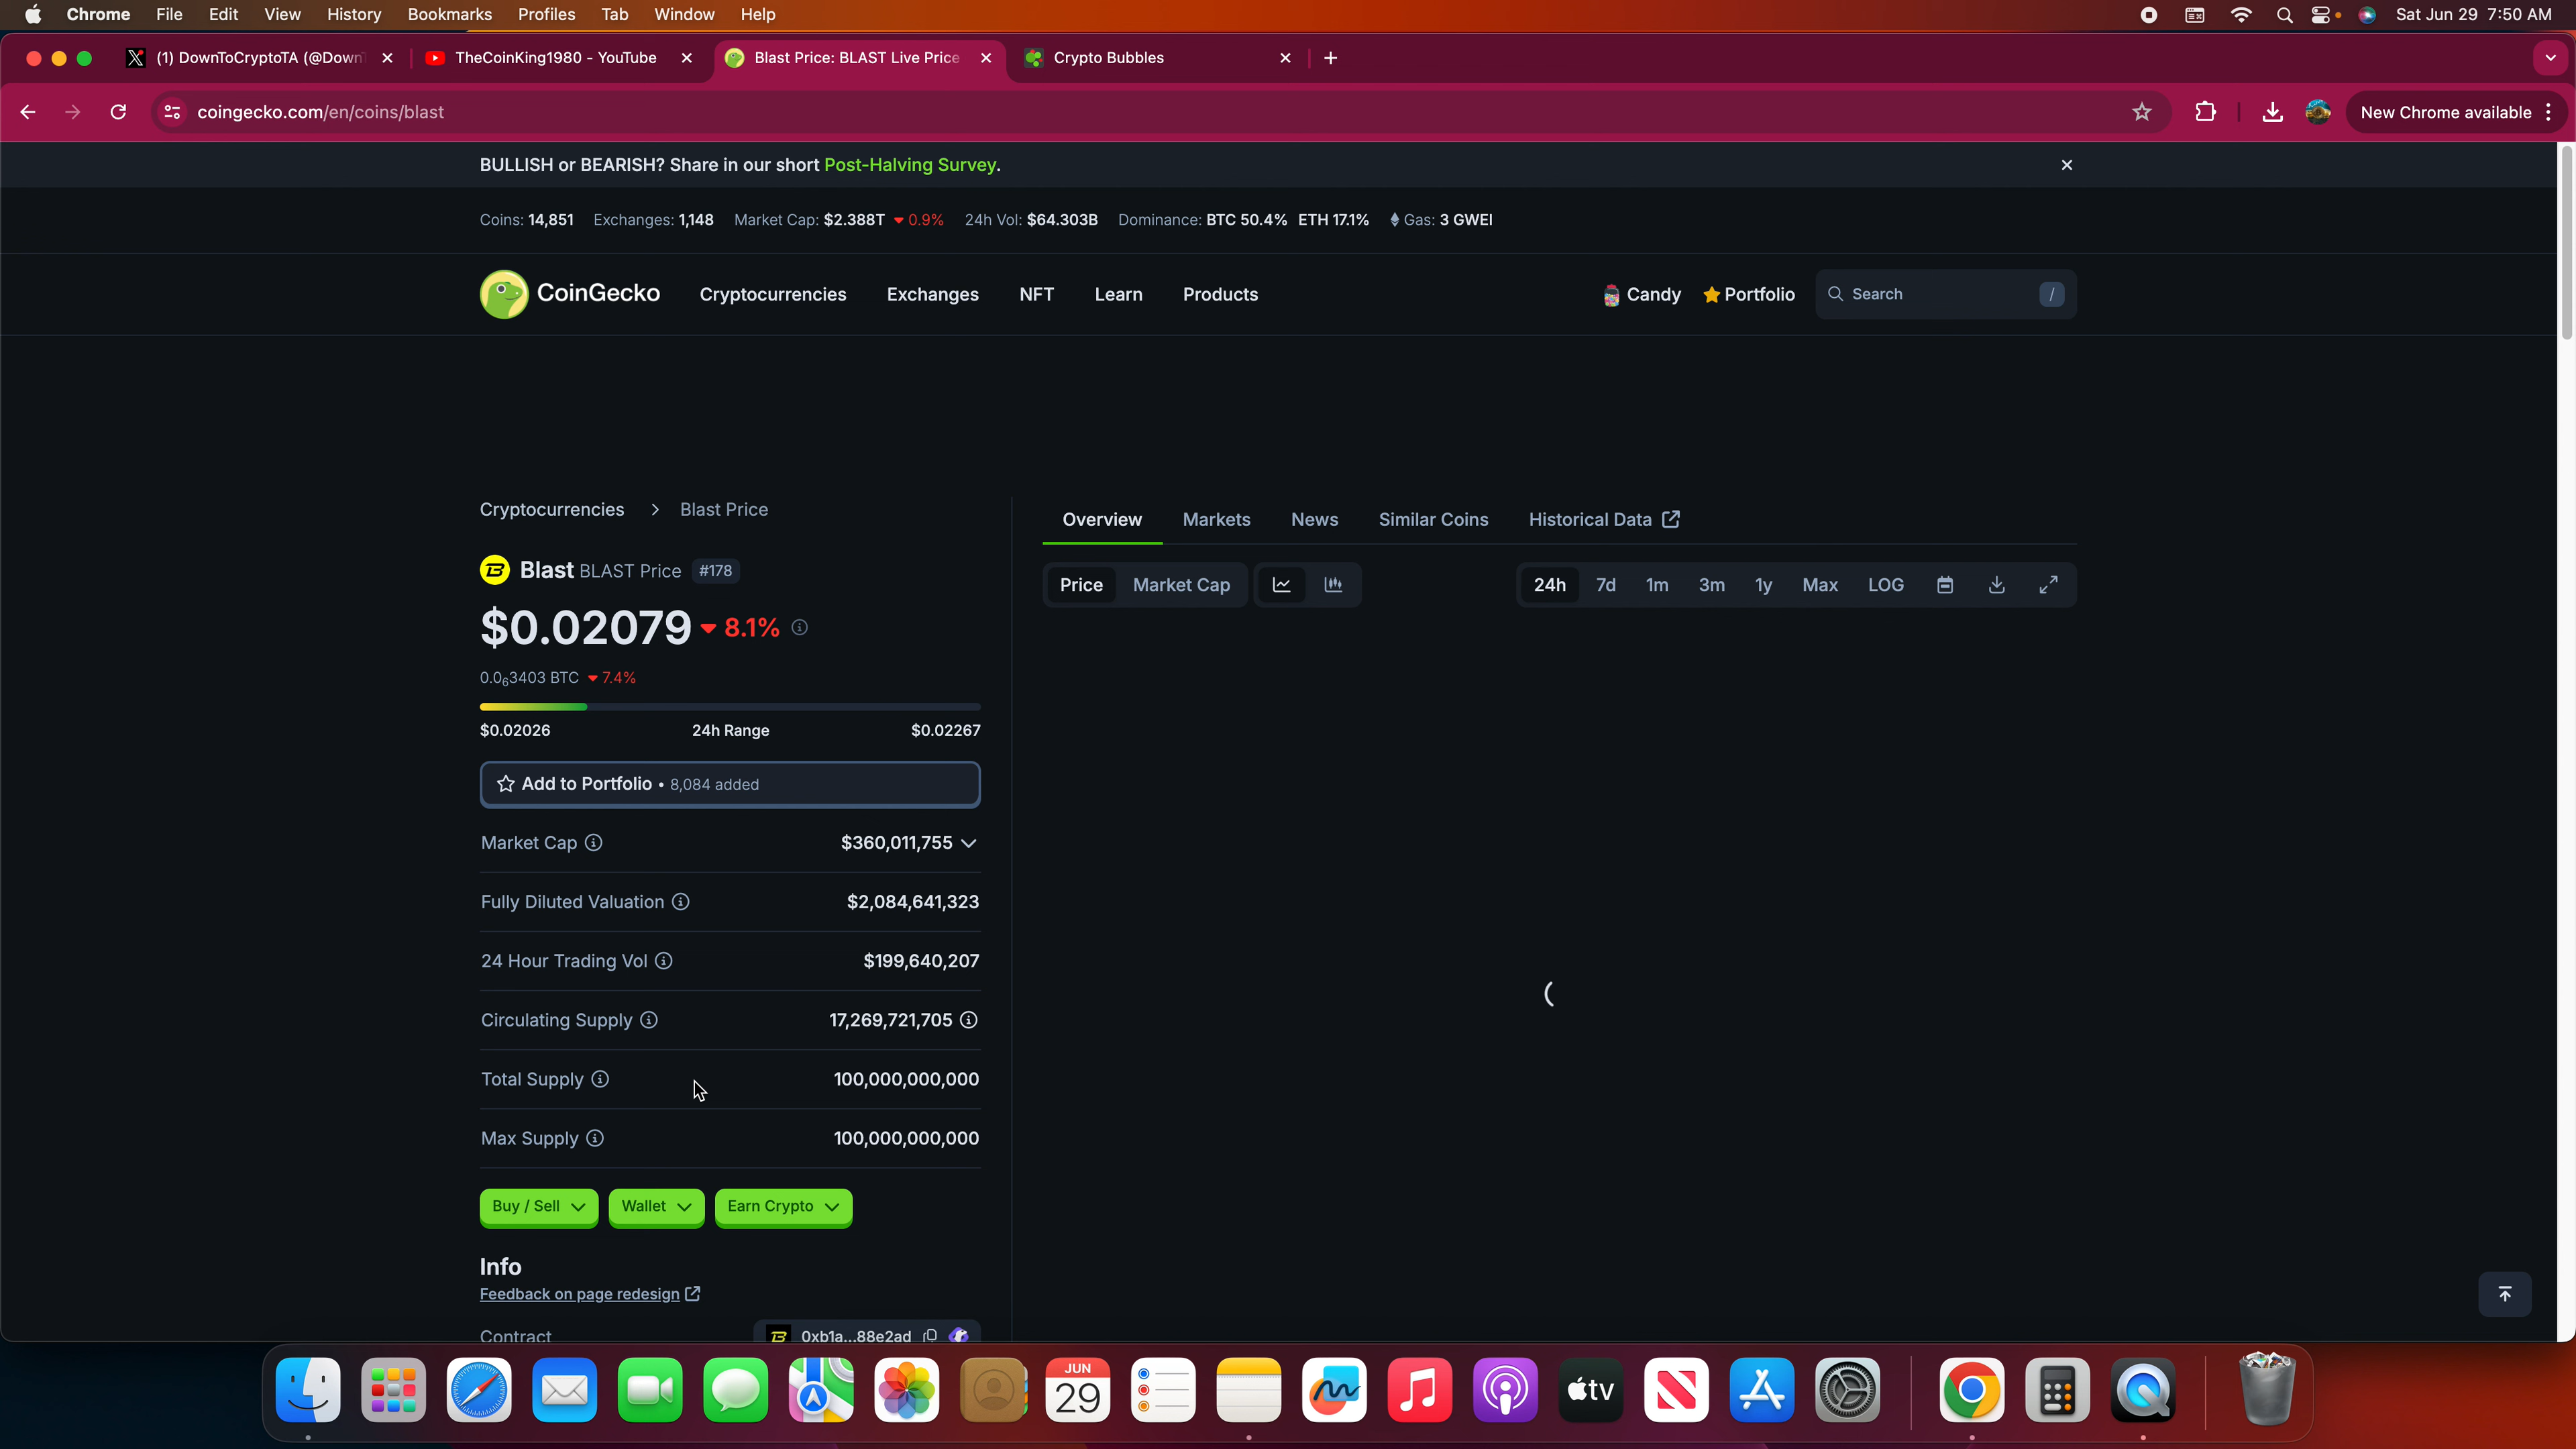 Chrome File Edit View History Bookmarks Profiles Tab Window Help Sat Jun 29 7:50 AM
(1) DownToCryptoTA (@Down TheCoinKing1980 - YouTube Blast Price: BLAST Live Price Crypto Bubbles
coingecko.com/en/coins/blast New Chrome available
BULLISH or BEARISH? Share in our short Post-Halving Survey.
Coins: 14,851 Exchanges: 1,148 Market Cap: $2.388T 0.9% 24h Vol: $64.303B Dominance: BTC 50.4% ETH 17.1% Gas: 3 GWEI
CoinGecko Cryptocurrencies Exchanges NFT Learn Products Candy Portfolio Search /
Cryptocurrencies > Blast Price
Overview Markets News Similar Coins Historical Data
B Blast BLAST Price #178
Price Market Cap 24h 7d 1m 3m 1y Max LOG
$0.02079 8.1%
0.0₆3403 BTC 7.4%
$0.02026 24h Range $0.02267
Add to Portfolio • 8,084 added
Market Cap $360,011,755
Fully Diluted Valuation $2,084,641,323
24 Hour Trading Vol $199,640,207
Circulating Supply 17,269,721,705
Total Supply 100,000,000,000
Max Supply 100,000,000,000
Buy / Sell Wallet Earn Crypto
Info
Feedback on page redesign
Contract B 0xb1a...88e2ad
JUN
29
tv